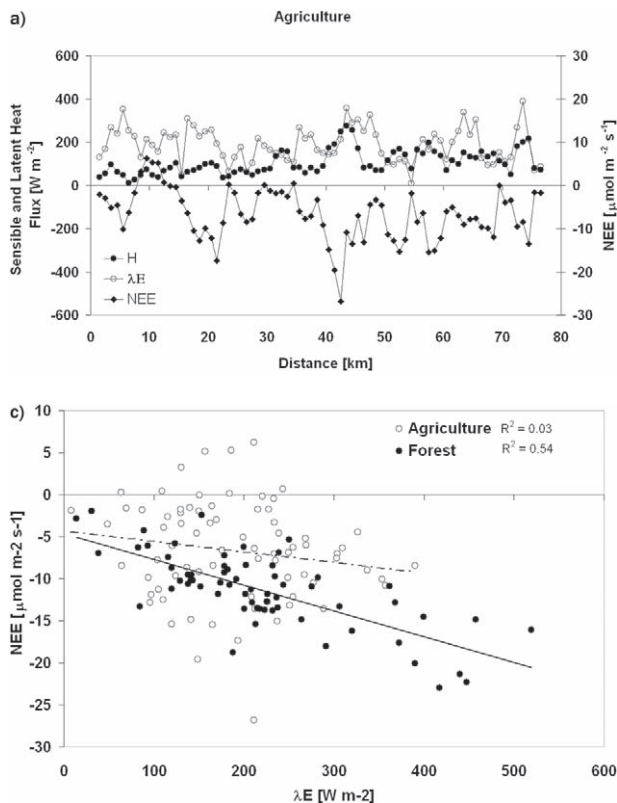 a)
Agriculture
600
400
200
0
-200
-400
-600
Sensible and Latent Heat
Flux [W m⁻²]
30
20
10
0
-10
-20
-30
NEE [μmol m⁻² s⁻¹]
H
λE
NEE
0 10 20 30 40 50 60 70 80
Distance [km]
c)
10
5
0
-5
-10
-15
-20
-25
-30
NEE [μmol m-2 s-1]
Agriculture R² = 0.03
Forest R² = 0.54
0 100 200 300 400 500 600
λE [W m-2]